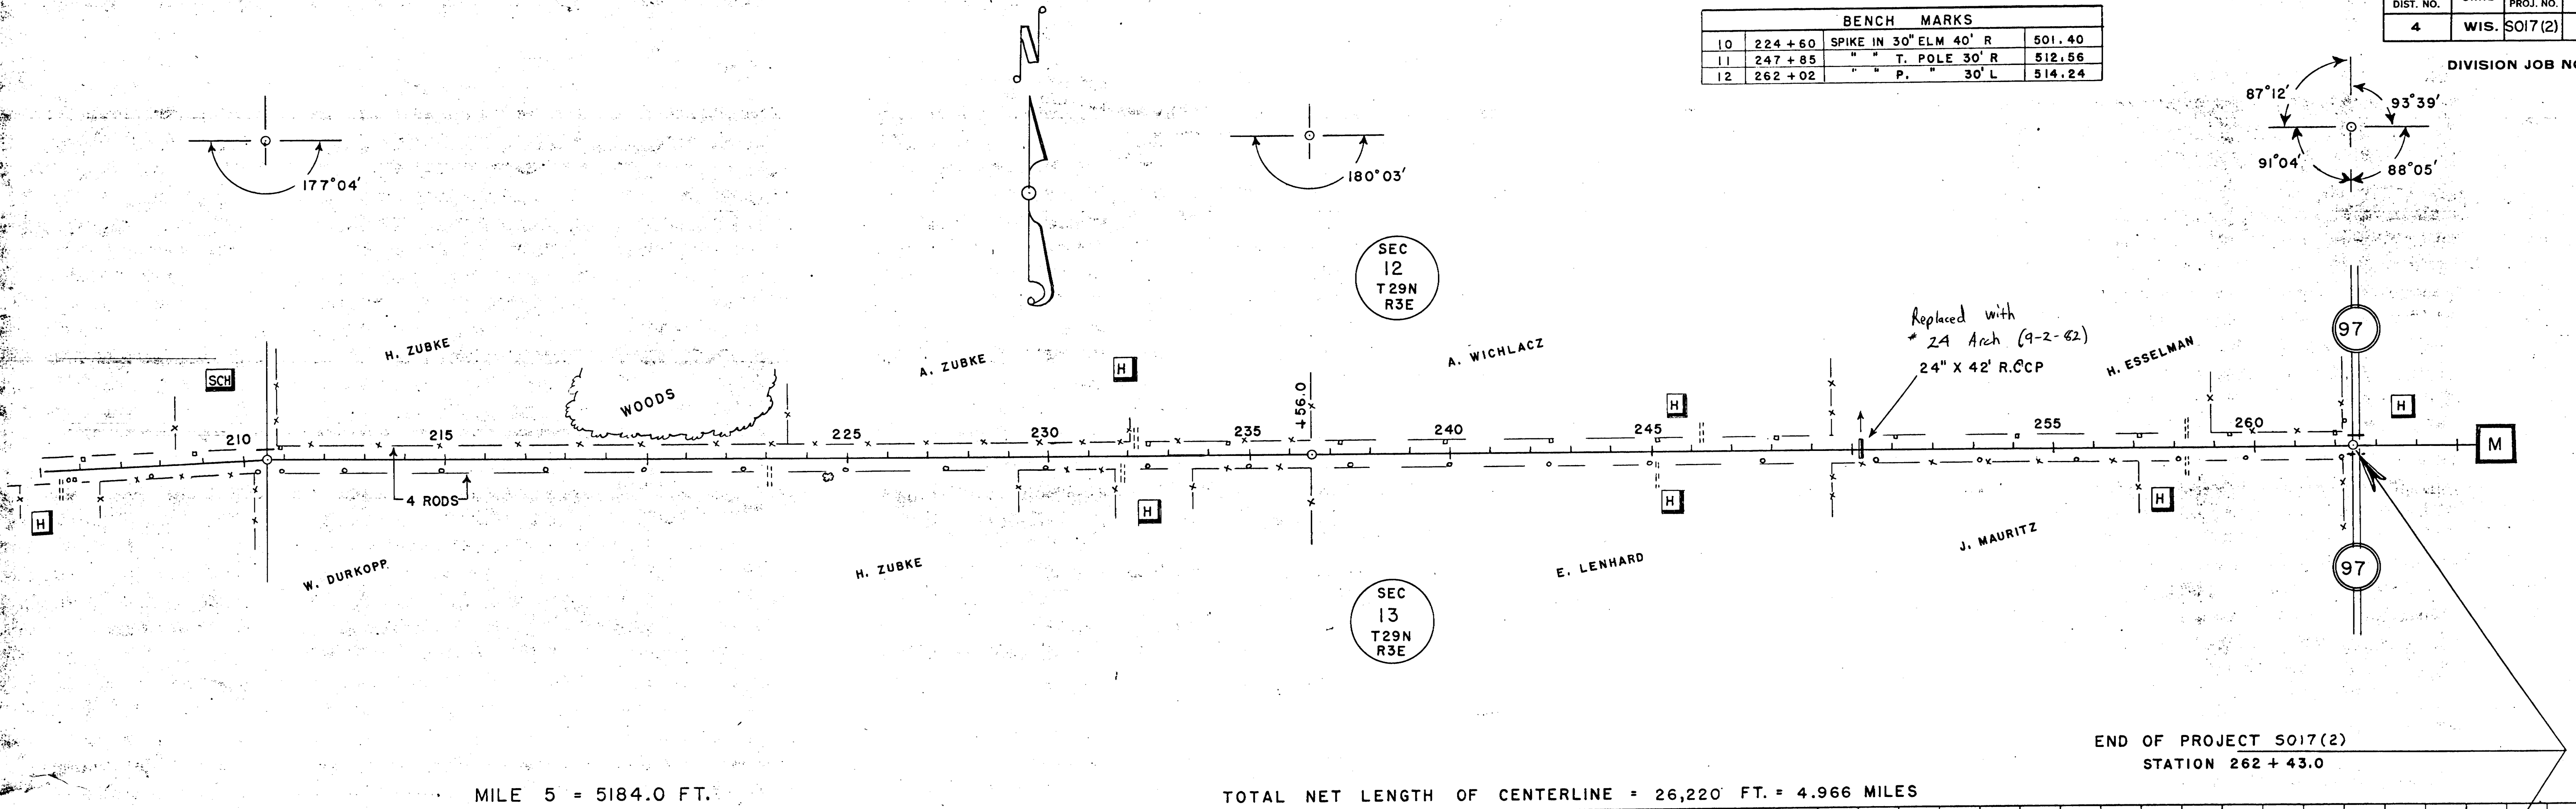 BENCH MARKS
10 224+60 SPIKE IN 30" ELM 40' R 501.40
11 247+85 " " T. POLE 30' R 512.56
12 262+02 " " P. " 30' L 514.24
DIST. NO. PROJ. NO.
4 WIS. S017(2)
DIVISION JOB NO
N
177°04'
180°03'
87°12'
93°39'
91°04'
88°05'
SEC
12
T29N
R3E
Replaced with
* 24 Arch (9-2-82)
24" X 42' R.C.C.P
97
H. ZUBKE
A. ZUBKE
A. WICHLACZ
H. ESSELMAN
SCH
WOODS
H
H
H
+56.0
210 215 225 230 235 240 245 255 260
M
4 RODS
H
H
H
H
W. DURKOPP
H. ZUBKE
E. LENHARD
J. MAURITZ
97
SEC
13
T29N
R3E
END OF PROJECT S017(2)
STATION 262+43.0
MILE 5 = 5184.0 FT.
TOTAL NET LENGTH OF CENTERLINE = 26,220 FT. = 4.966 MILES